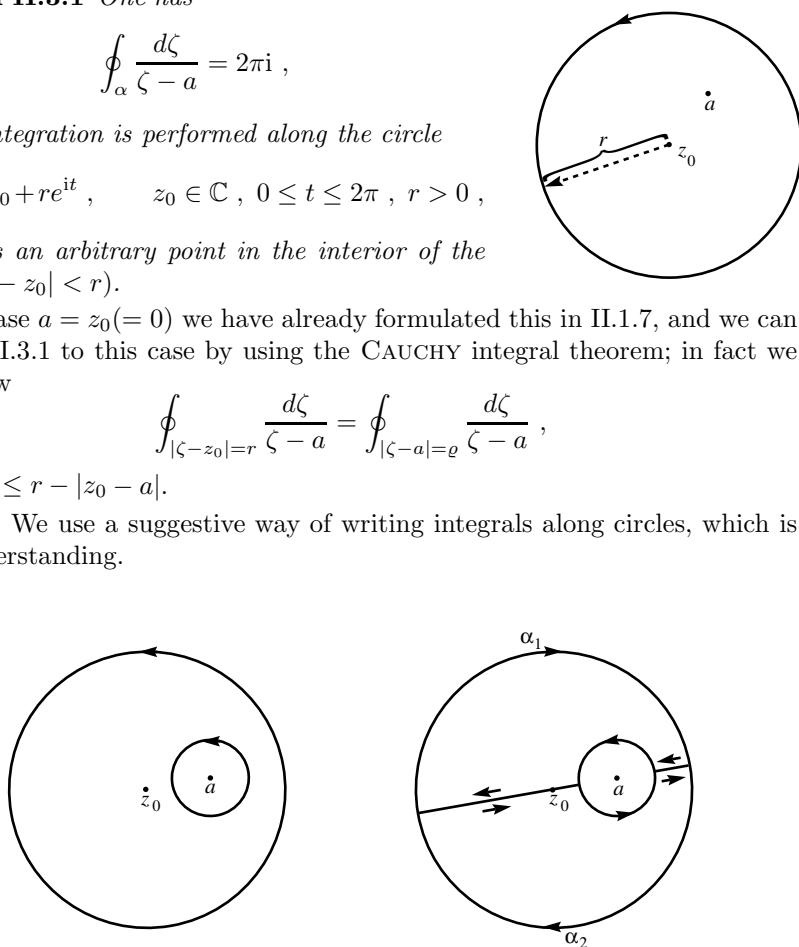 II.3.1 One has
∮_α dζ/(ζ − a) = 2πi ,
integration is performed along the circle
0 + re^{it} , z_0 ∈ ℂ , 0 ≤ t ≤ 2π , r > 0 ,
s an arbitrary point in the interior of the
− z_0| < r).
ase a = z_0(= 0) we have already formulated this in II.1.7, and we can
I.3.1 to this case by using the CAUCHY integral theorem; in fact we
w
∮_{|ζ−z_0|=r} dζ/(ζ − a) = ∮_{|ζ−a|=ϱ} dζ/(ζ − a) ,
≤ r − |z_0 − a|.
We use a suggestive way of writing integrals along circles, which is
erstanding.
a
r
z_0
z_0
a
α_1
z_0
a
α_2